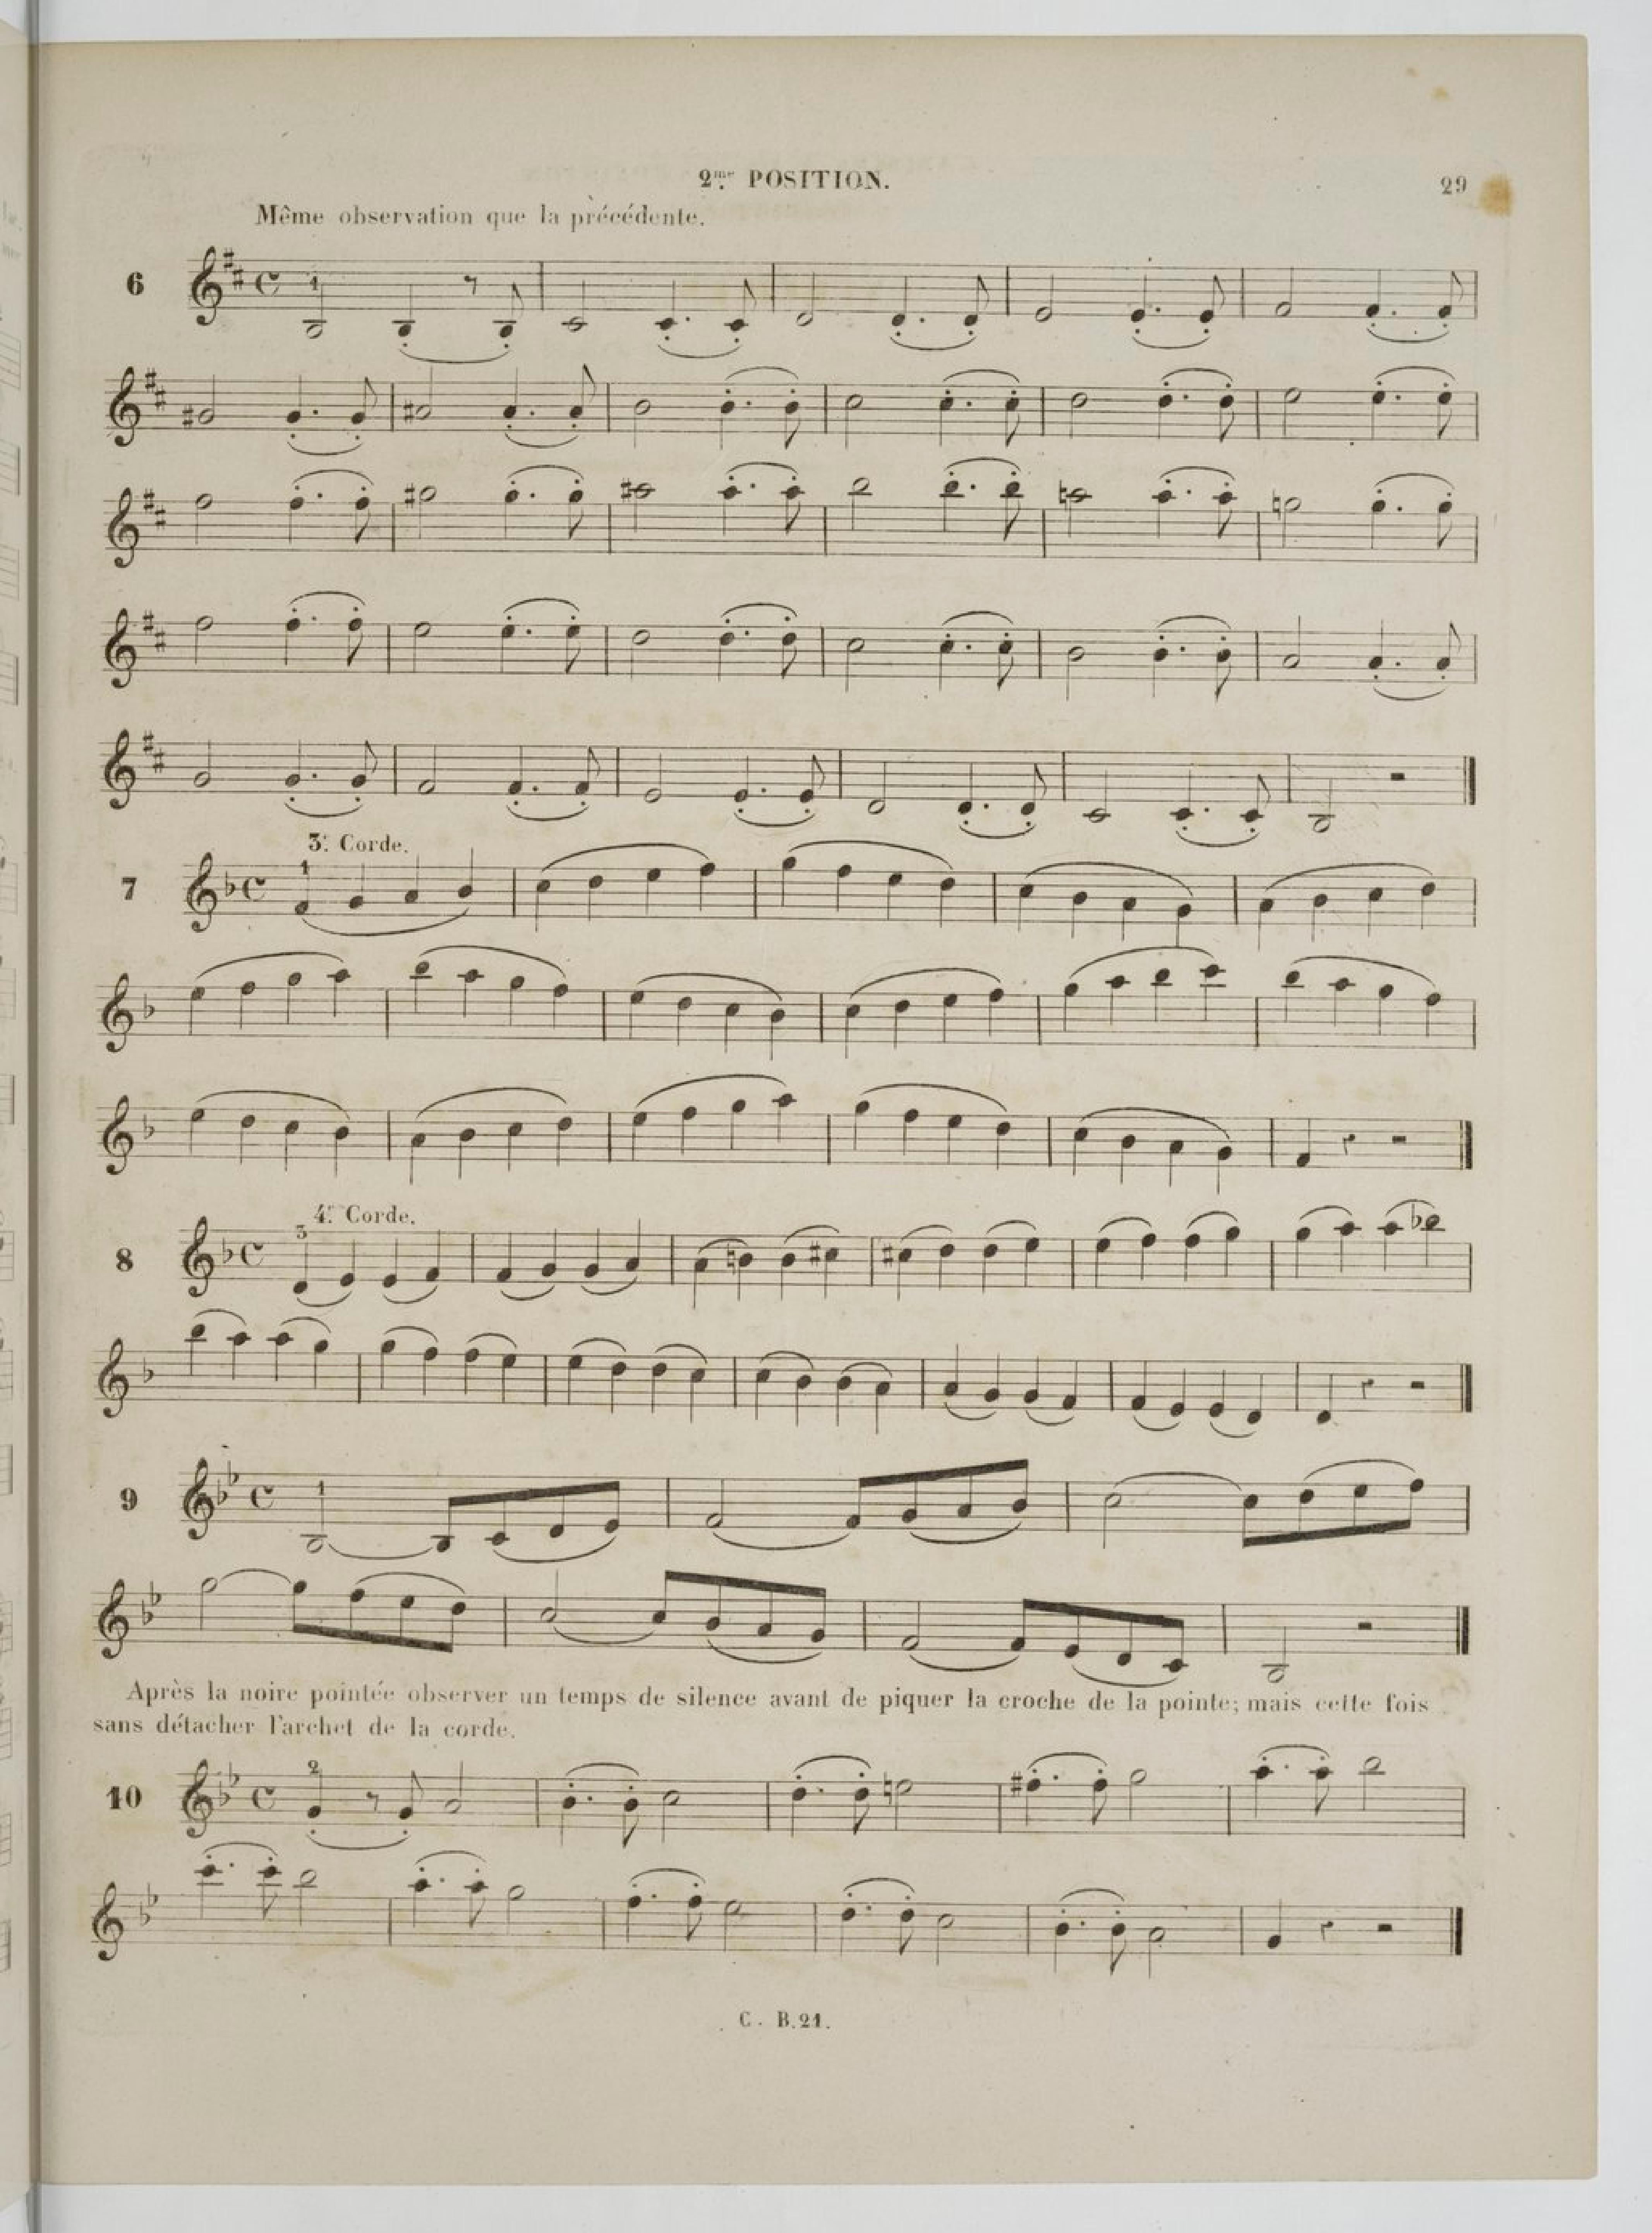 2me. POSITION.
29
Même observation que la précédente.
6
1
3e. Corde.
7
1
4e. Corde.
8
3
9
1
Après la noire pointée observer un temps de silence avant de piquer la croche de la pointe; mais cette fois
sans détacher l'archet de la corde.
10
2
C. B. 21.